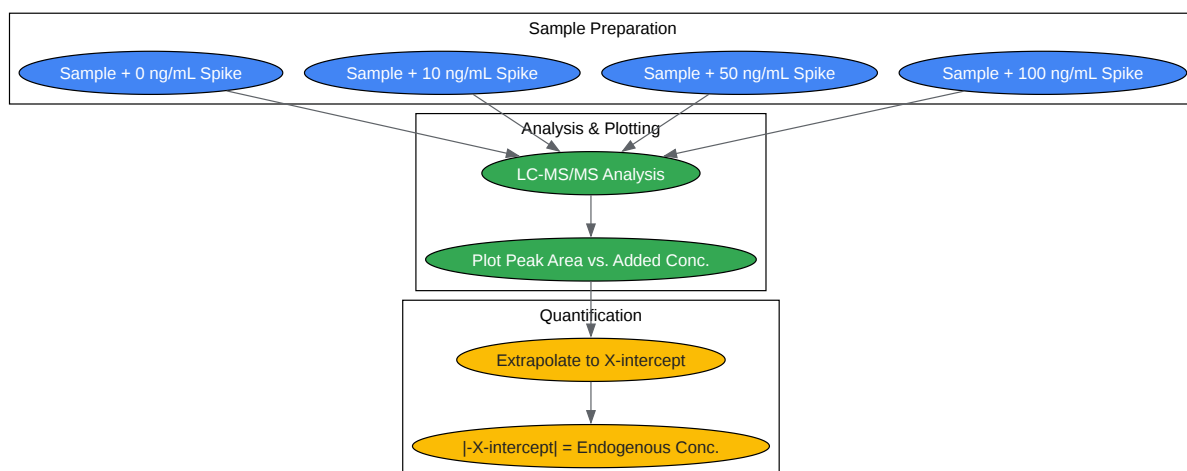 Sample Preparation
Sample + 0 ng/mL Spike
Sample + 10 ng/mL Spike
Sample + 50 ng/mL Spike
Sample + 100 ng/mL Spike
Analysis & Plotting
LC-MS/MS Analysis
Plot Peak Area vs. Added Conc.
Quantification
Extrapolate to X-intercept
|-X-intercept| = Endogenous Conc.